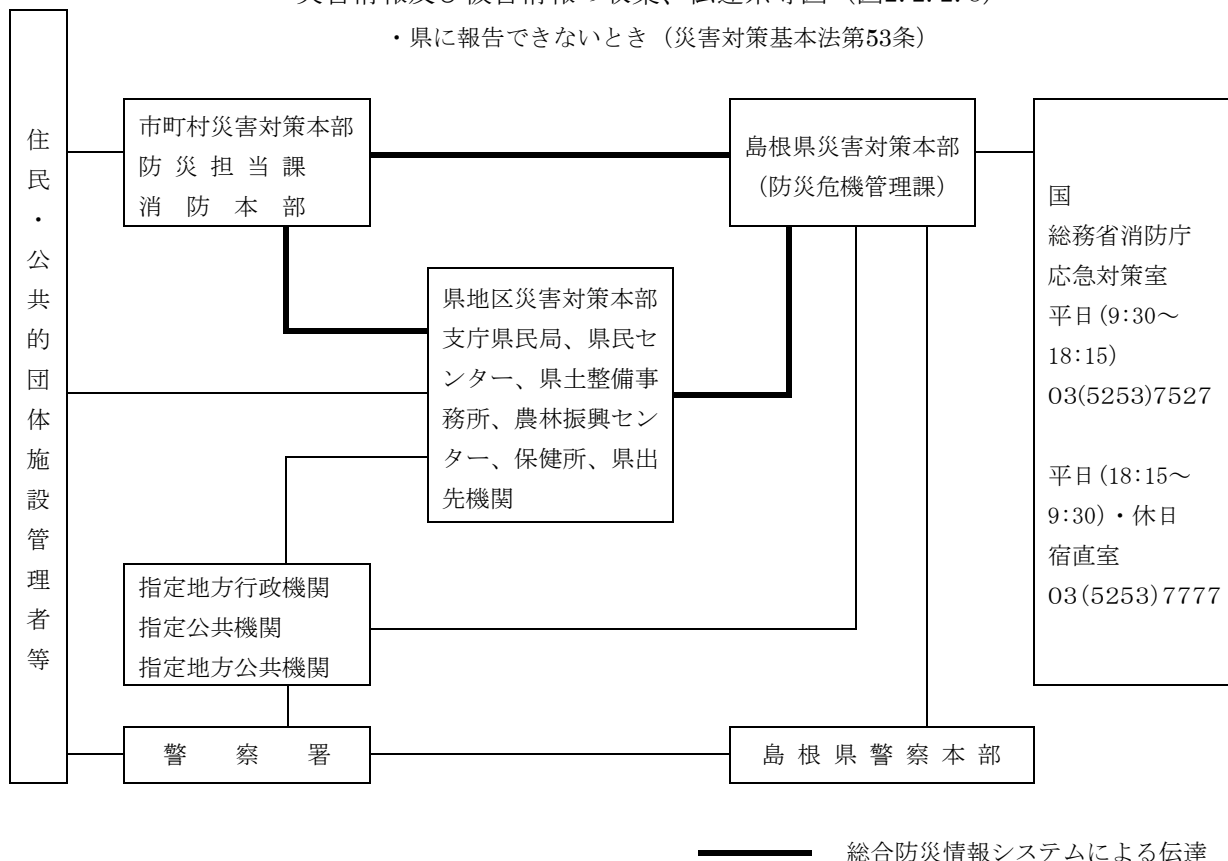 ・県に報告できないとき（災害対策基本法第53条）
住民・公共的団体施設管理者等
市町村災害対策本部
防災担当課
消防本部
島根県災害対策本部
（防災危機管理課）
国
総務省消防庁
応急対策室
平日(9:30～
18:15)
03(5253)7527
平日(18:15～
9:30)・休日
宿直室
03(5253)7777
県地区災害対策本部
支庁県民局、県民セ
ンター、県土整備事
務所、農林振興セン
ター、保健所、県出
先機関
指定地方行政機関
指定公共機関
指定地方公共機関
警察署
島根県警察本部
総合防災情報システムによる伝達